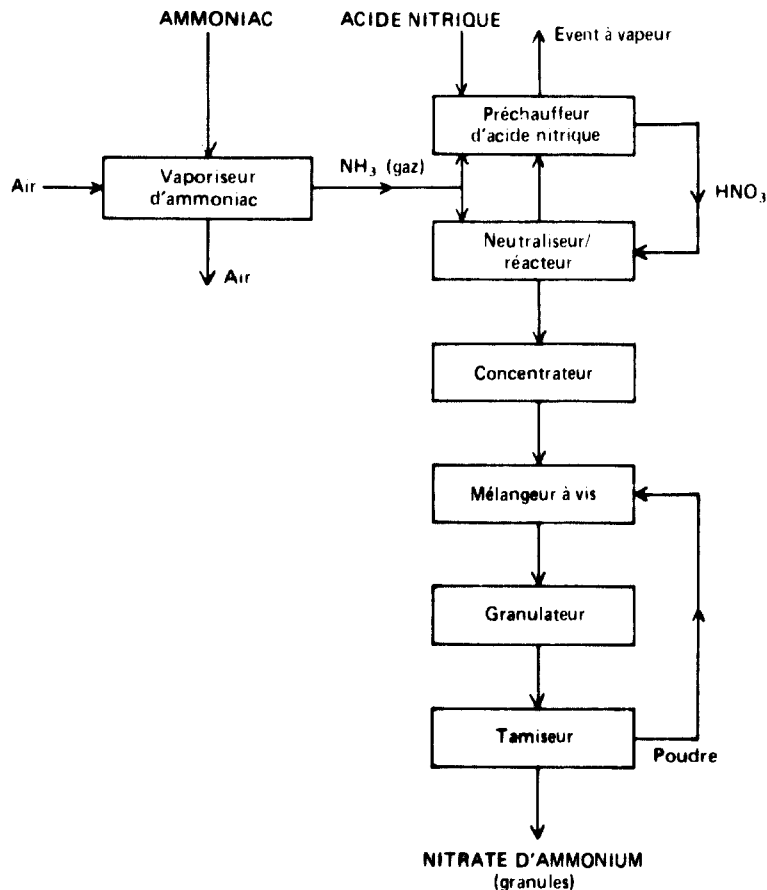 AMMONIAC
ACIDE NITRIQUE
Event à vapeur
Préchauffeur
d'acide nitrique
Air
Vaporiseur
d'ammoniac
NH₃ (gaz)
HNO₃
Air
Neutraliseur/
réacteur
Concentrateur
Mélangeur à vis
Granulateur
Tamiseur
Poudre
NITRATE D'AMMONIUM
(granules)